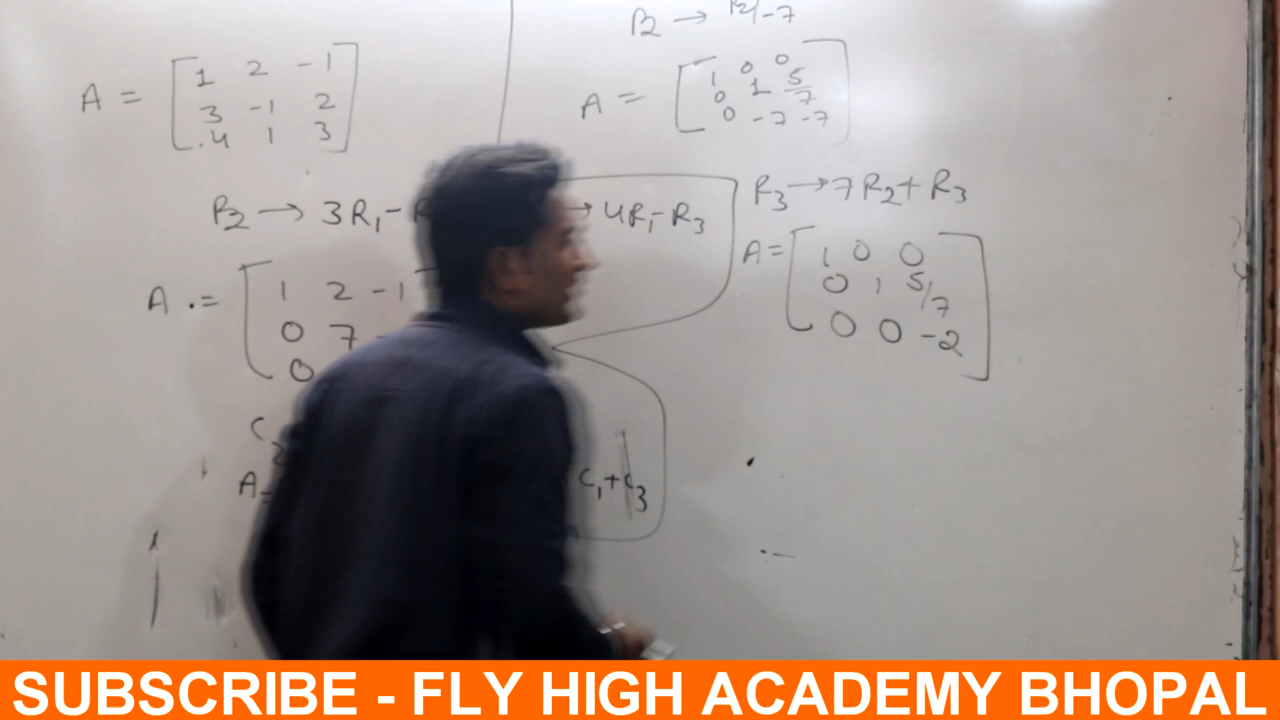 A = [ 1 2 -1
3 -1 2
4 1 3 ]
R2 → 3R1 -
→ 4R1 - R3
A = [ 1 2 -1
0 7
0
C2
A =
C1 + C3
R2 → R2/-7
A = [ 1 0 0
0 1 5/7
0 -7 -7 ]
R3 → 7R2 + R3
A = [ 1 0 0
0 1 5/7
0 0 -2 ]
SUBSCRIBE - FLY HIGH ACADEMY BHOPAL